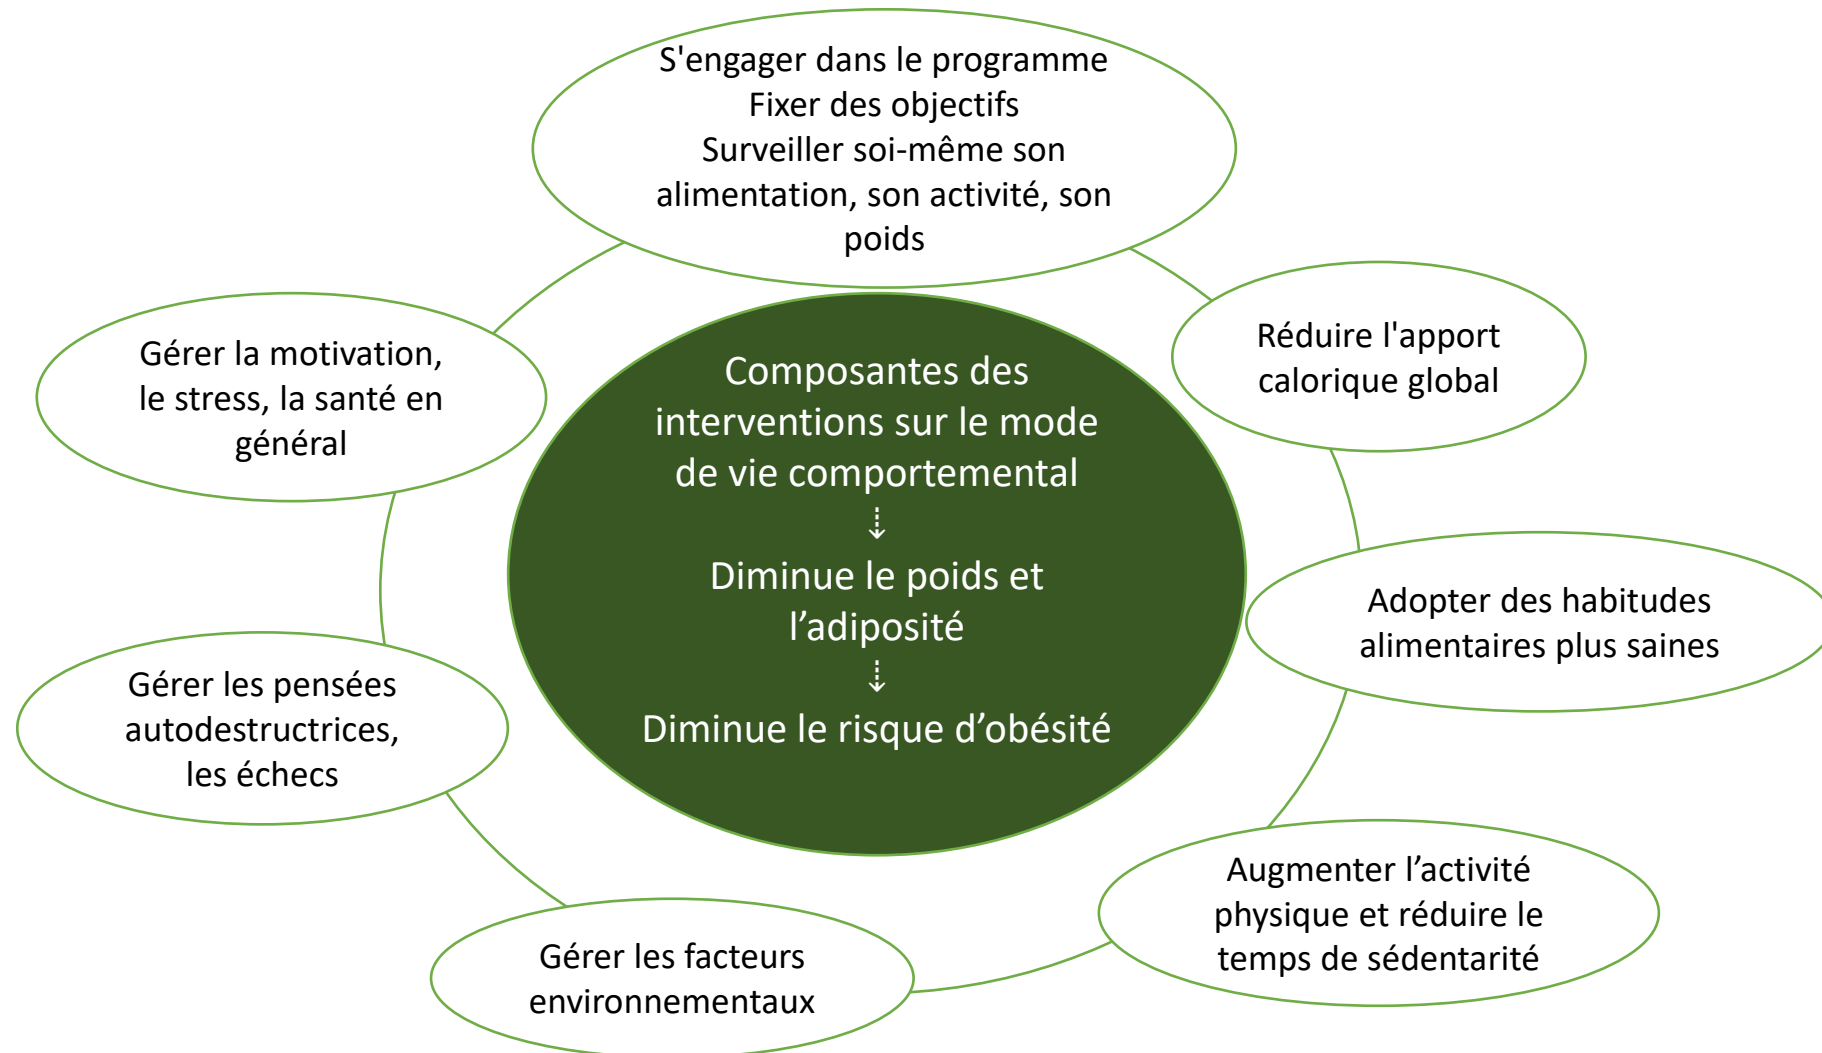 S'engager dans le programme
Fixer des objectifs
Surveiller soi-même son
alimentation, son activité, son
poids
Réduire l'apport
calorique global
Adopter des habitudes
alimentaires plus saines
Augmenter l’activité
physique et réduire le
temps de sédentarité
Gérer les facteurs
environnementaux
Gérer les pensées
autodestructrices,
les échecs
Gérer la motivation,
le stress, la santé en
général
Composantes des
interventions sur le mode
de vie comportemental
⇣
Diminue le poids et
l’adiposité
⇣
Diminue le risque d’obésité